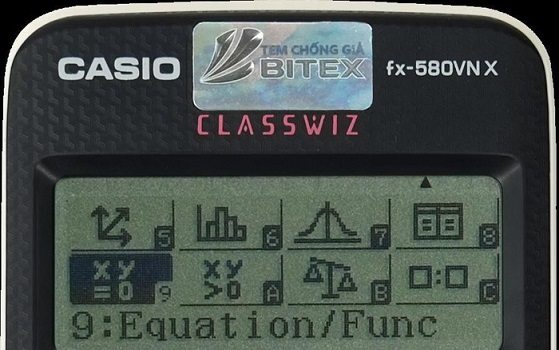 CASIO
TEM CHỐNG GIẢ
BITEX
fx-580VN X
CLASSWIZ
5 6 7 8
xy =0 9
xy >0 A
B
C
9:Equation/Func